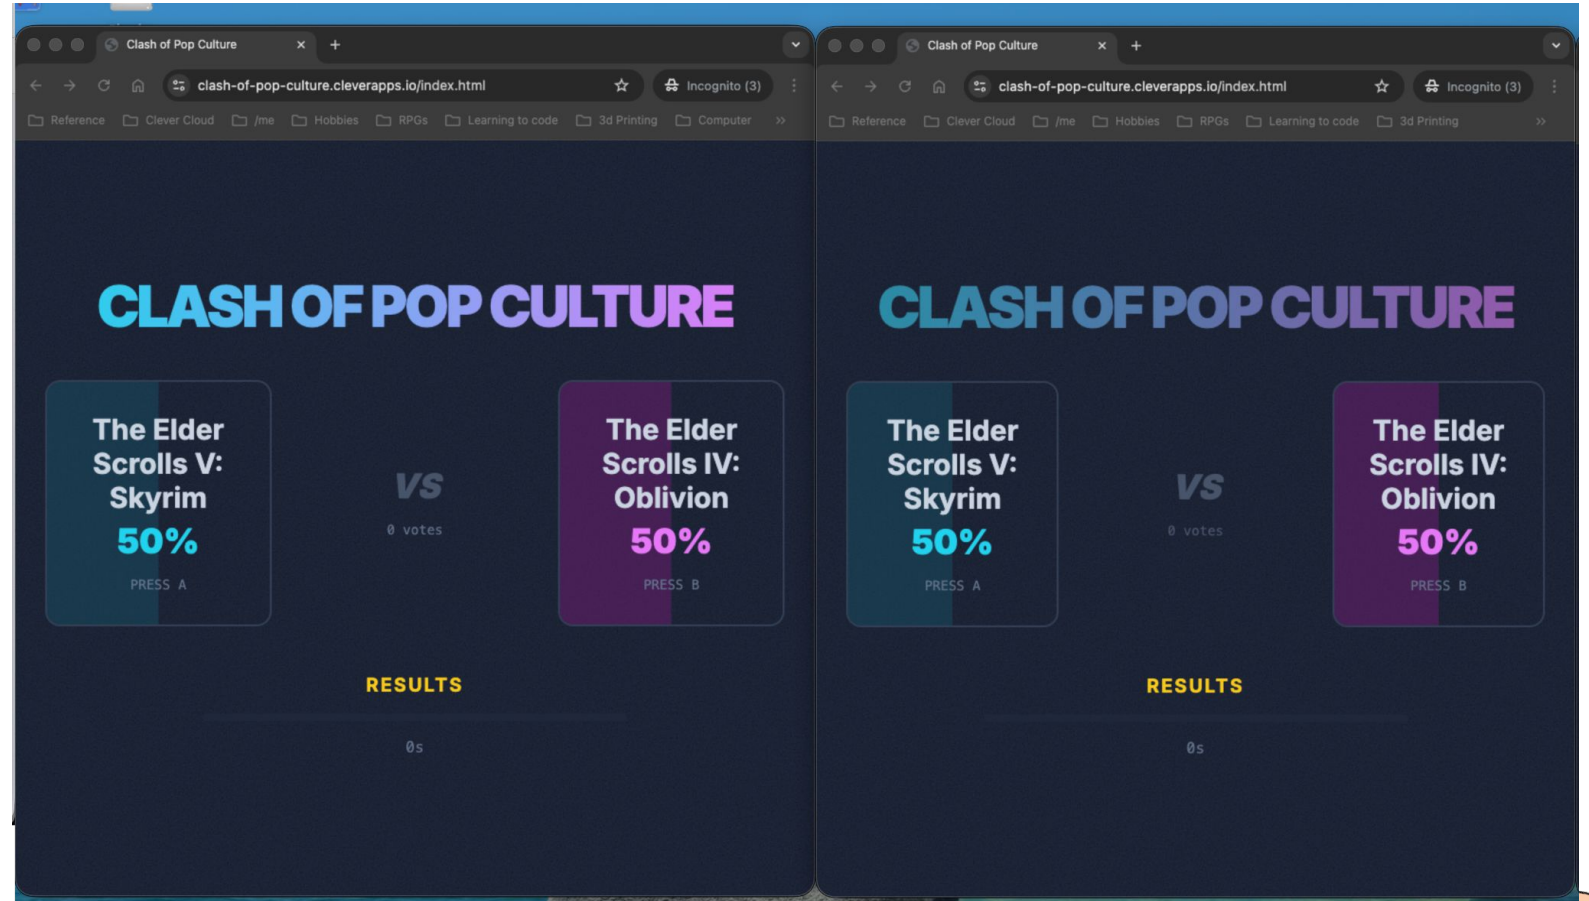 Clash of Pop Culture
clash-of-pop-culture.cleverapps.io/index.html
Incognito (3)
Reference
Clever Cloud
/me
Hobbies
RPGs
Learning to code
3d Printing
Computer
CLASH OF POP CULTURE
The Elder
Scrolls V:
Skyrim
50%
PRESS A
VS
0 votes
The Elder
Scrolls IV:
Oblivion
50%
PRESS B
RESULTS
0s
Clash of Pop Culture
clash-of-pop-culture.cleverapps.io/index.html
Incognito (3)
Reference
Clever Cloud
/me
Hobbies
RPGs
Learning to code
3d Printing
CLASH OF POP CULTURE
The Elder
Scrolls V:
Skyrim
50%
PRESS A
VS
0 votes
The Elder
Scrolls IV:
Oblivion
50%
PRESS B
RESULTS
0s